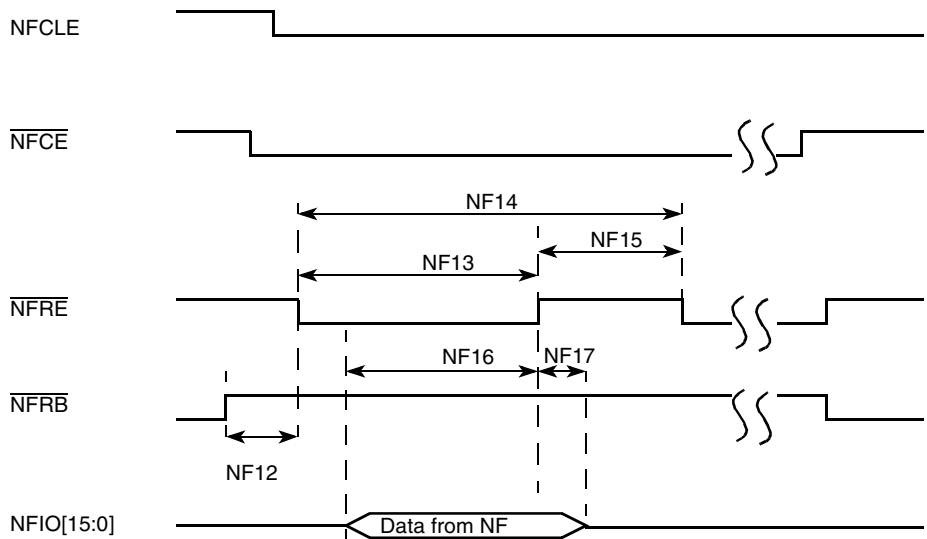 NFCLE
NFCE
NF14
NF15
NF13
NFRE
NF16
NF17
NFRB
NF12
NFIO[15:0]
Data from NF